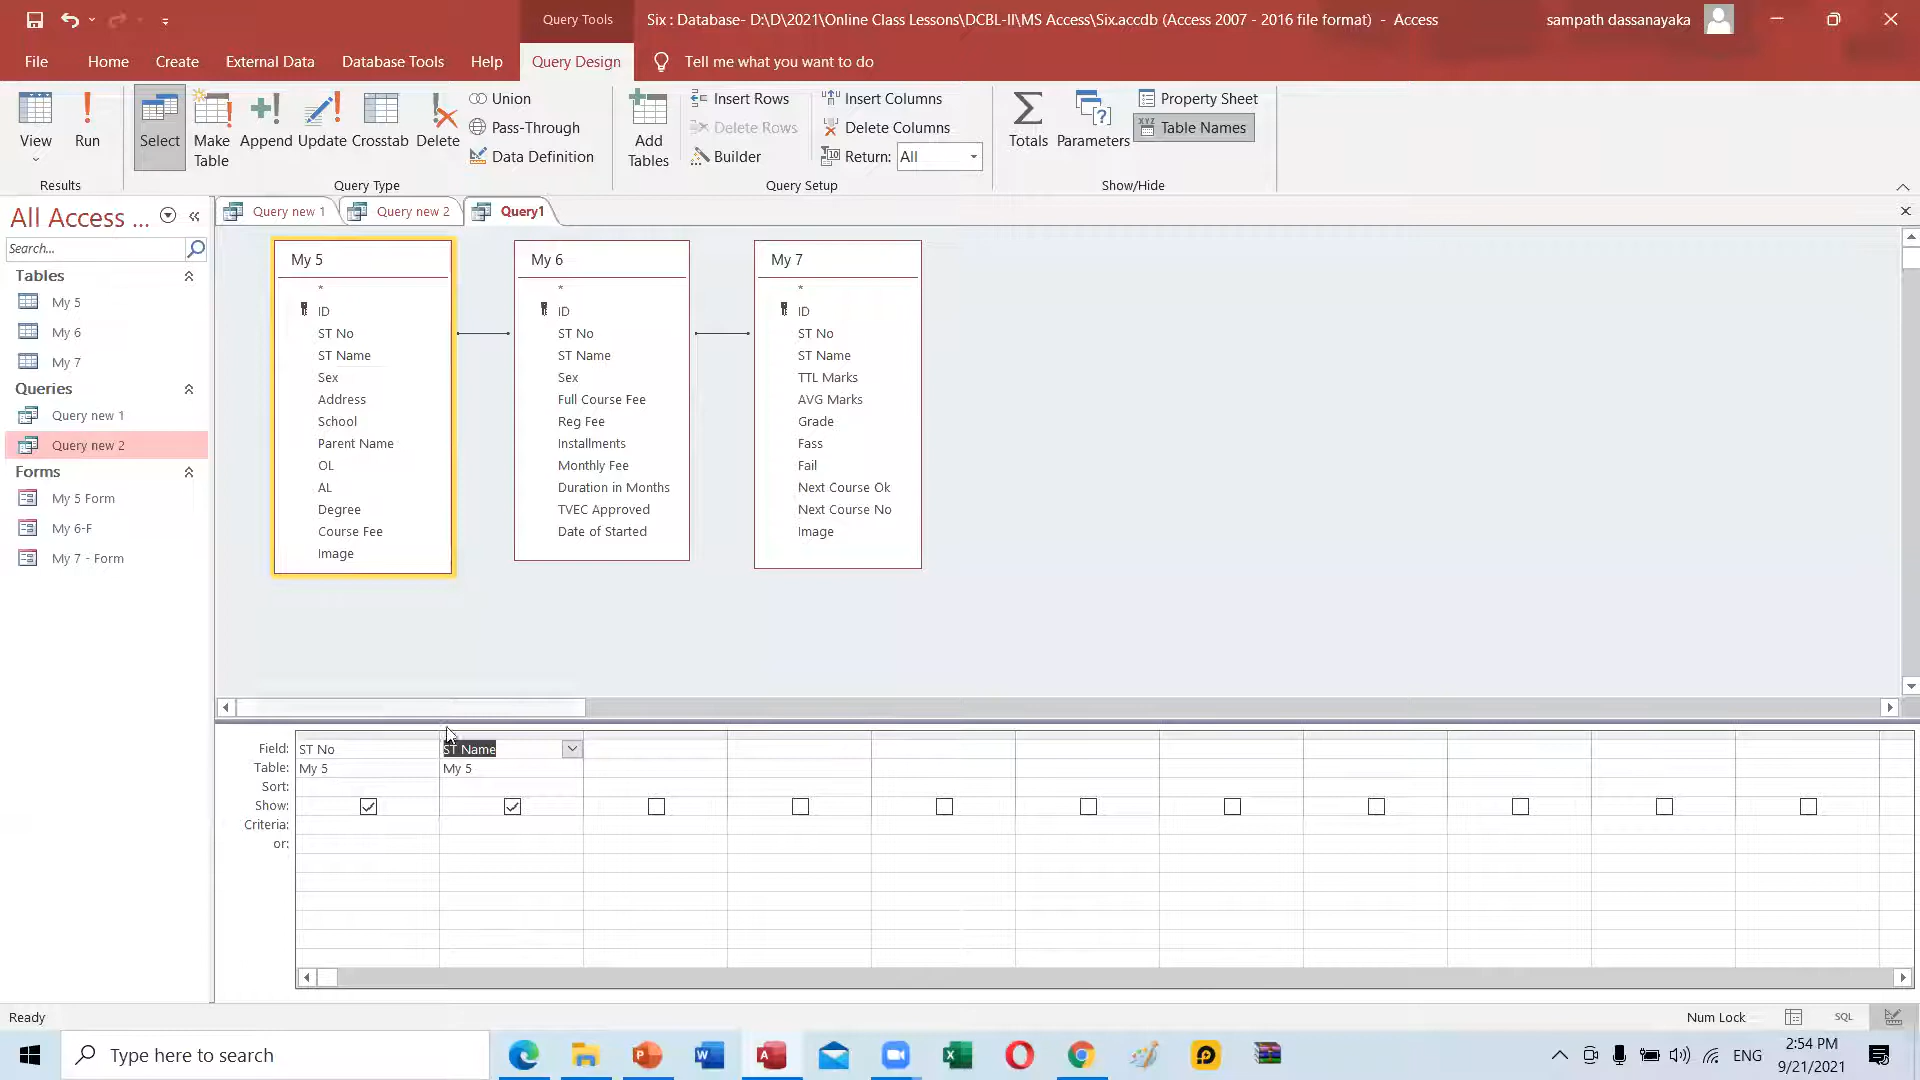 Query Tools
Six : Database- D:\D\2021\Online Class Lessons\DCBL-II\MS Access\Six.accdb (Access 2007 - 2016 file format) - Access
sampath dassanayaka
File Home Create External Data Database Tools Help Query Design Tell me what you want to do
View
Run
Results
Select
Make Table
Append
Update
Crosstab
Delete
Union
Pass-Through
Data Definition
Query Type
Add Tables
Insert Rows
Delete Rows
Builder
Insert Columns
Delete Columns
Return: All
Query Setup
Totals
Parameters
Property Sheet
Table Names
Show/Hide
All Access ...
Search...
Tables
My 5
My 6
My 7
Queries
Query new 1
Query new 2
Forms
My 5 Form
My 6-F
My 7 - Form
Query new 1
Query new 2
Query1
My 5
*
ID
ST No
ST Name
Sex
Address
School
Parent Name
OL
AL
Degree
Course Fee
Image
My 6
*
ID
ST No
ST Name
Sex
Full Course Fee
Reg Fee
Installments
Monthly Fee
Duration in Months
TVEC Approved
Date of Started
My 7
*
ID
ST No
ST Name
TTL Marks
AVG Marks
Grade
Fass
Fail
Next Course Ok
Next Course No
Image
Field: ST No ST Name
Table: My 5 My 5
Sort:
Show:
Criteria:
or:
Ready
Num Lock
SQL
Type here to search
ENG
2:54 PM
9/21/2021